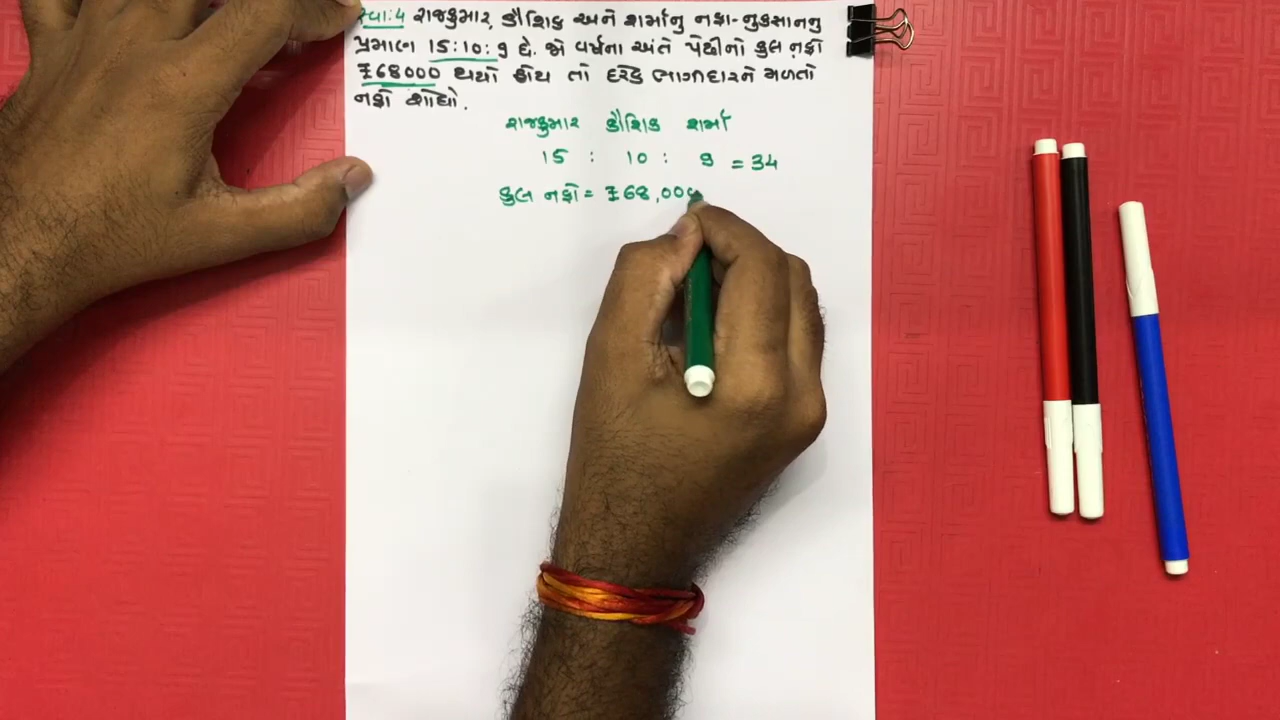 સ્વા:4 રાજકુમાર, કૌશિક અને શર્માનુ નફા-નુકસાનનુ
પ્રમાણ 15:10:9 છે. જો વર્ષના અંતે પેઢીનો કુલ નફો
₹68000 થયો હોય તો દરેક ભાગીદારને મળતો
નફો શોધો.
રાજકુમાર કૌશિક શર્મા
15 : 10 : 9 = 34
કુલ નફો = ₹68,000